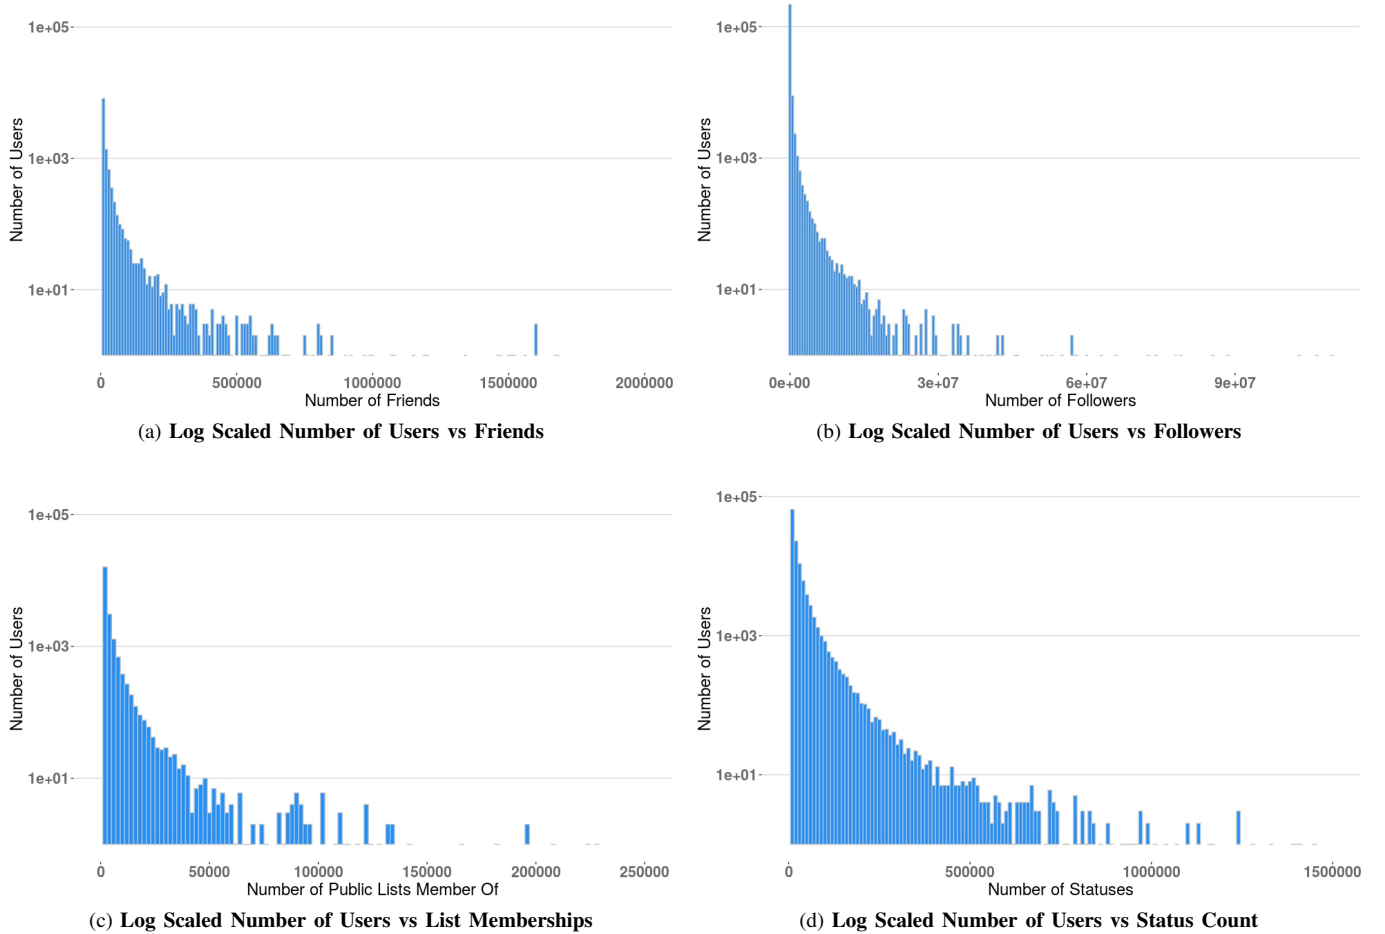 1e+05
1e+03
1e+01
Number of Users
0 500000 1000000 1500000 2000000
Number of Friends
(a) Log Scaled Number of Users vs Friends
1e+05
1e+03
1e+01
Number of Users
0e+00 3e+07 6e+07 9e+07
Number of Followers
(b) Log Scaled Number of Users vs Followers
1e+05
1e+03
1e+01
Number of Users
0 50000 100000 150000 200000 250000
Number of Public Lists Member Of
(c) Log Scaled Number of Users vs List Memberships
1e+05
1e+03
1e+01
Number of Users
0 500000 1000000 1500000
Number of Statuses
(d) Log Scaled Number of Users vs Status Count